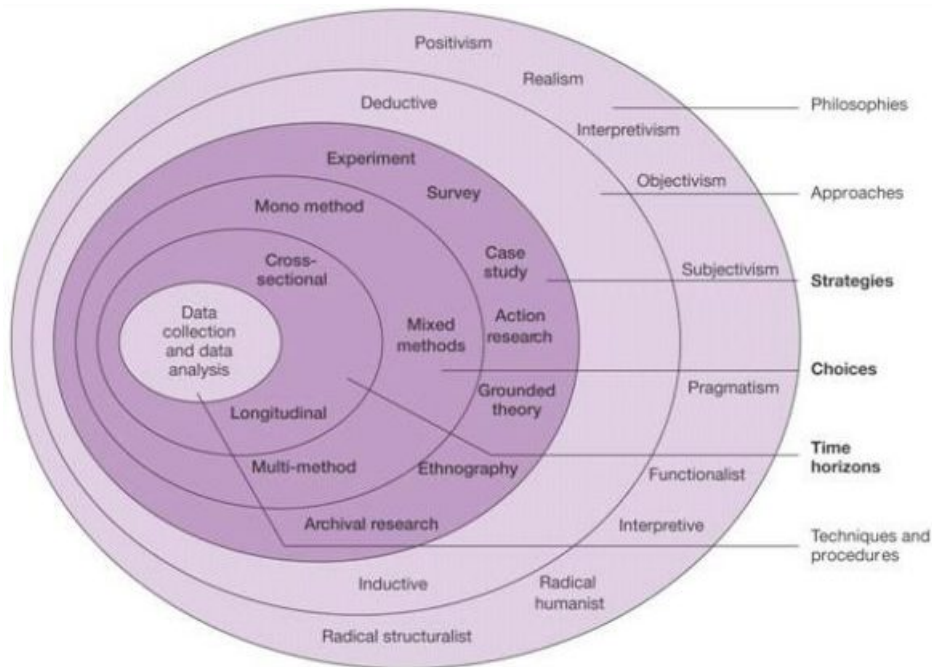 Positivism
Realism
Philosophies
Deductive
Interpretivism
Experiment
Objectivism
Approaches
Survey
Mono method
Cross-
sectional
Case
study
Subjectivism
Strategies
Data
collection
and data
analysis
Mixed
methods
Action
research
Choices
Pragmatism
Grounded
theory
Longitudinal
Time
horizons
Multi-method
Ethnography
Functionalist
Archival research
Interpretive
Techniques and
procedures
Inductive
Radical
humanist
Radical structuralist